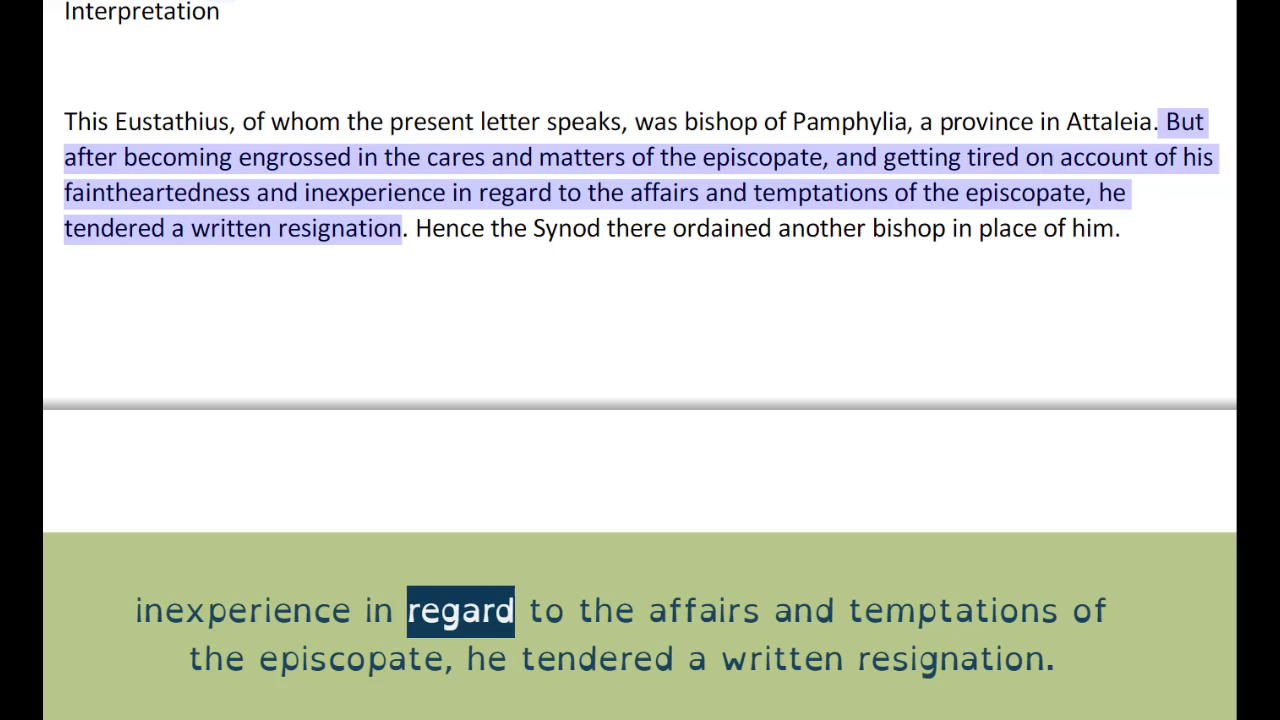 Interpretation
This Eustathius, of whom the present letter speaks, was bishop of Pamphylia, a province in Attaleia. But
after becoming engrossed in the cares and matters of the episcopate, and getting tired on account of his
faintheartedness and inexperience in regard to the affairs and temptations of the episcopate, he
tendered a written resignation. Hence the Synod there ordained another bishop in place of him.
inexperience in regard to the affairs and temptations of
the episcopate, he tendered a written resignation.